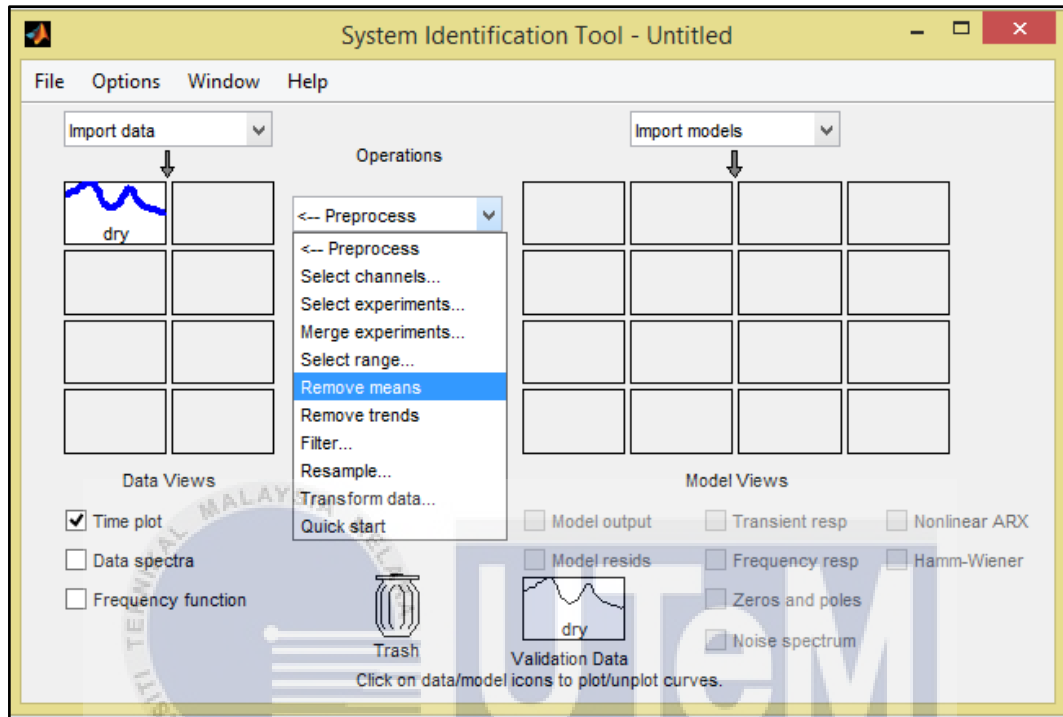 System Identification Tool - Untitled
File Options Window Help
Import data
Import models
Operations
dry
<-- Preprocess
<-- Preprocess
Select channels...
Select experiments...
Merge experiments...
Select range...
Remove means
Remove trends
Filter...
Resample...
Transform data...
Quick start
Data Views
Time plot
Data spectra
Frequency function
Trash
Model Views
Model output
Transient resp
Nonlinear ARX
Model resids
Frequency resp
Hamm-Wiener
Zeros and poles
Noise spectrum
dry
Validation Data
Click on data/model icons to plot/unplot curves.
UTeM